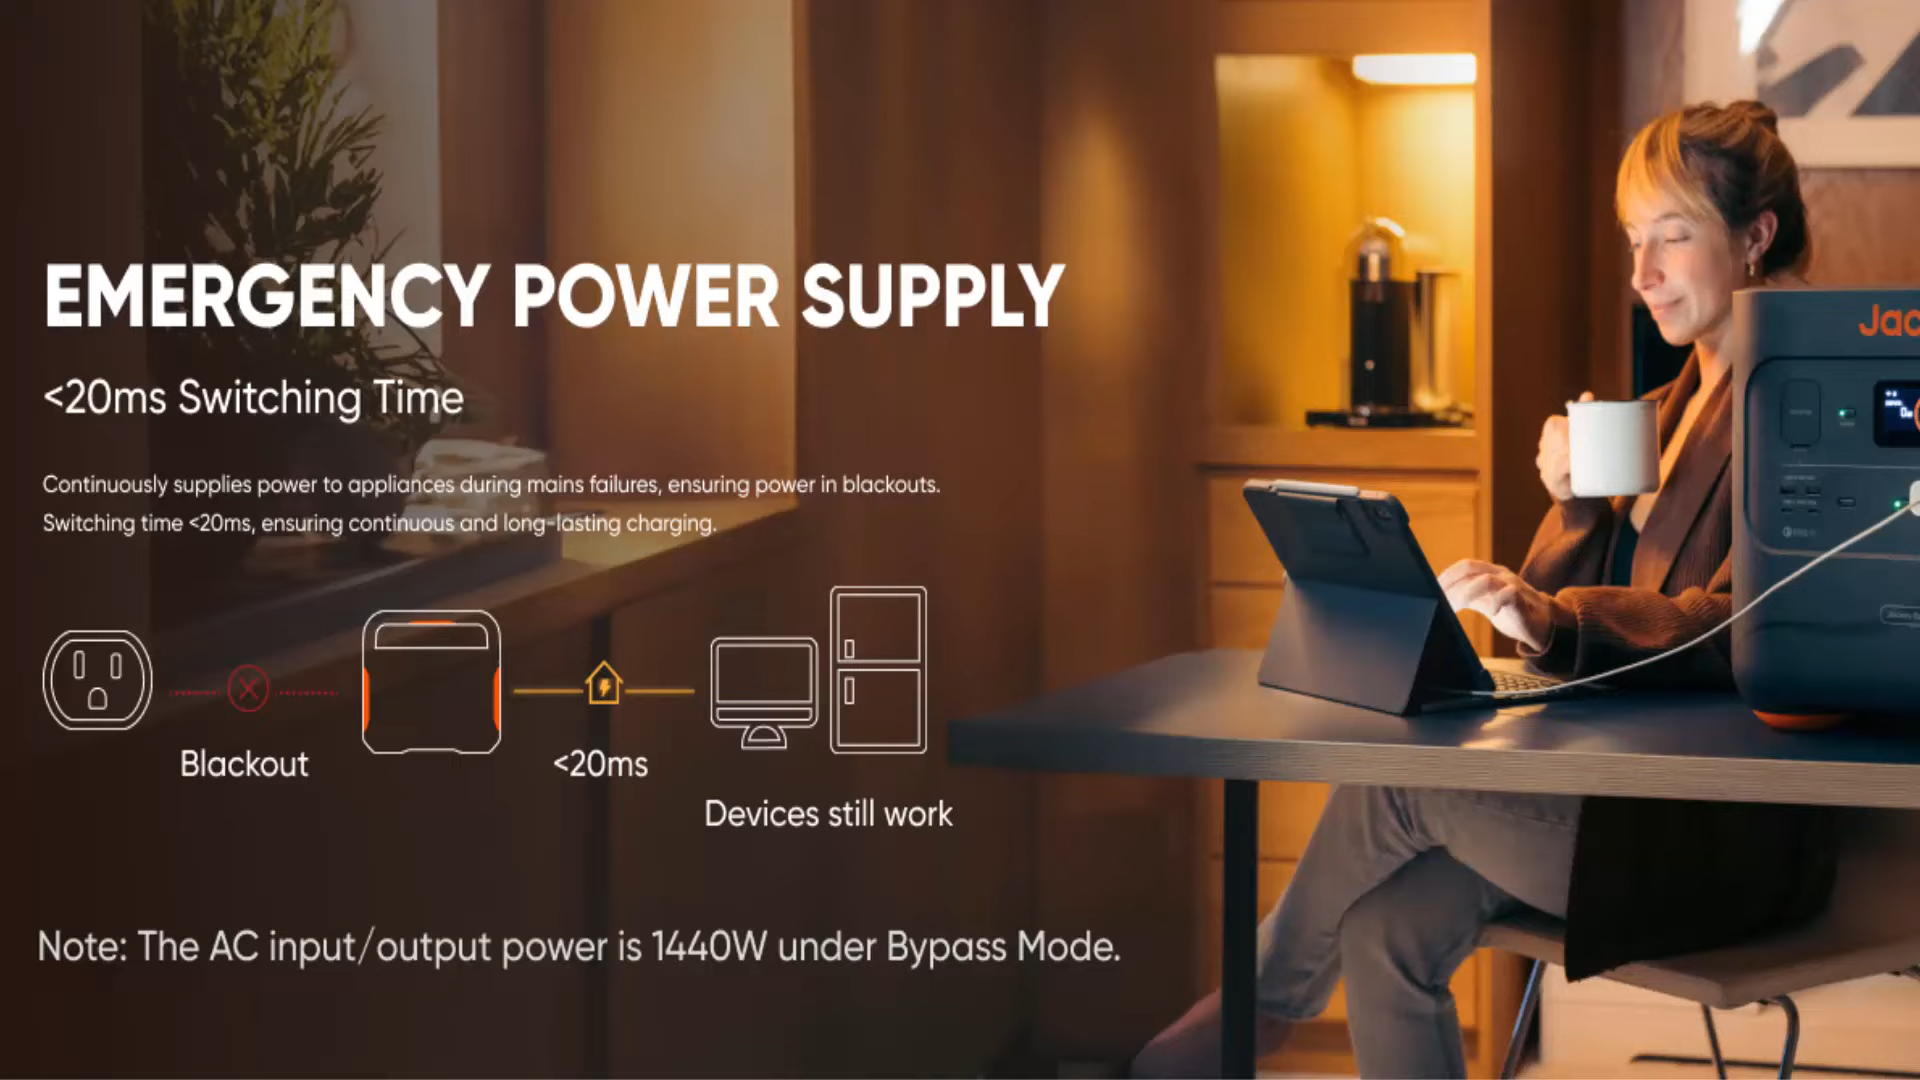 EMERGENCY POWER SUPPLY
<20ms Switching Time
Continuously supplies power to appliances during mains failures, ensuring power in blackouts.
Switching time <20ms, ensuring continuous and long-lasting charging.
Blackout
<20ms
Devices still work
Note: The AC input/output power is 1440W under Bypass Mode.
Jac